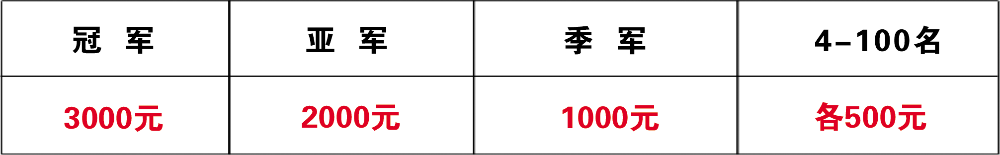 冠 军 亚 军 季 军 4-100名
3000元 2000元 1000元 各500元